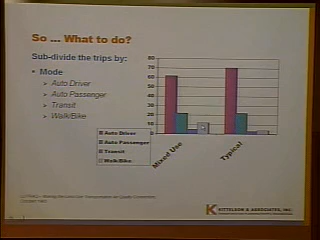 So ... What to do?
Sub-divide the trips by:
• Mode
Auto Driver
Auto Passenger
Transit
Walk/Bike
80
70
60
50
40
30
20
10
Auto Driver
Auto Passenger
Transit
Walk/Bike
Mixed Use
Typical
KITTELSON & ASSOCIATES, INC.